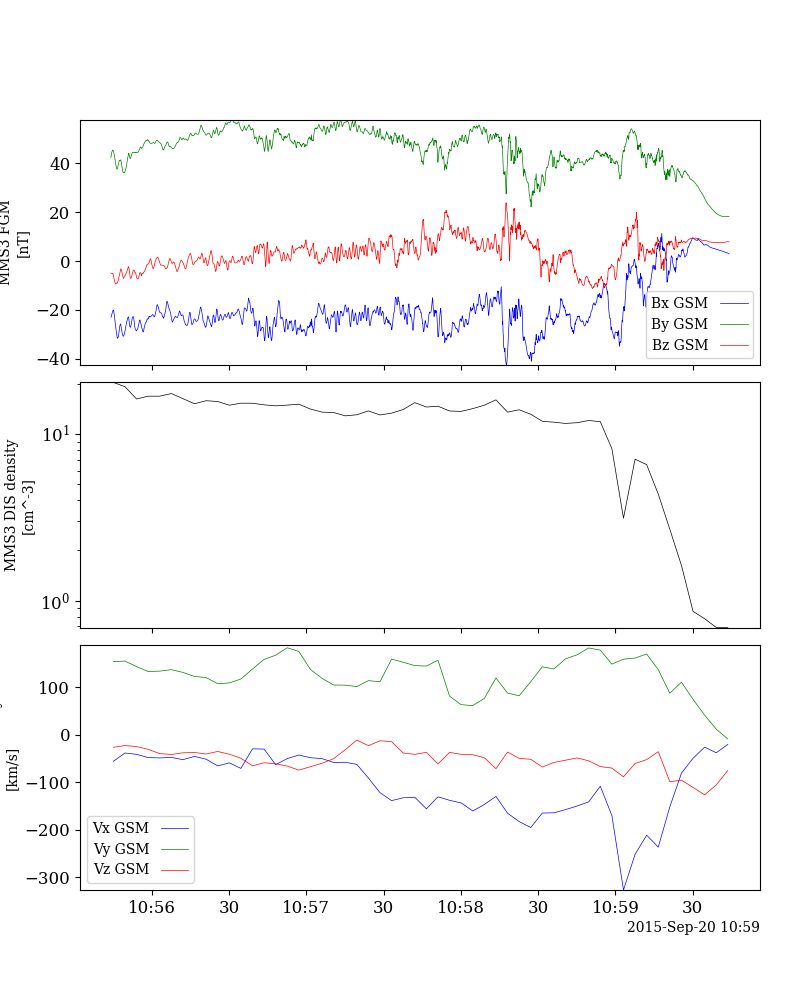 MMS3 FGM
[nT]
40
20
0
−20
−40
Bx GSM
By GSM
Bz GSM
MMS3 DIS density
[cm^-3]
10^1
10^0
[km/s]
100
0
−100
−200
−300
Vx GSM
Vy GSM
Vz GSM
10:56 30 10:57 30 10:58 30 10:59 30
2015-Sep-20 10:59